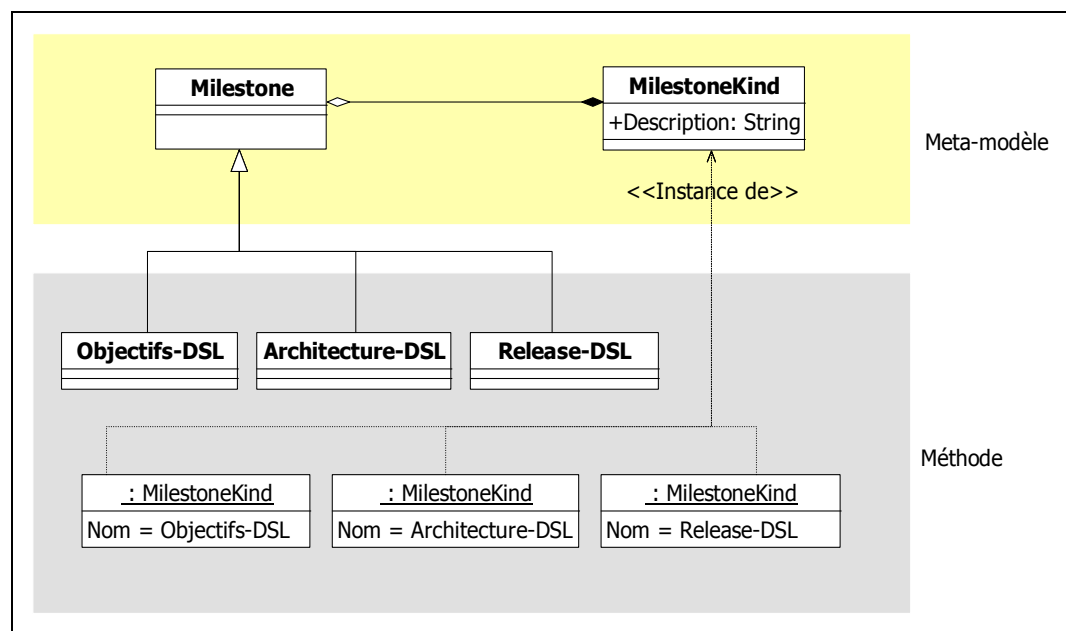 Milestone
MilestoneKind
+Description: String
Meta-modèle
<<Instance de>>
Objectifs-DSL
Architecture-DSL
Release-DSL
Méthode
: MilestoneKind
Nom = Objectifs-DSL
: MilestoneKind
Nom = Architecture-DSL
: MilestoneKind
Nom = Release-DSL